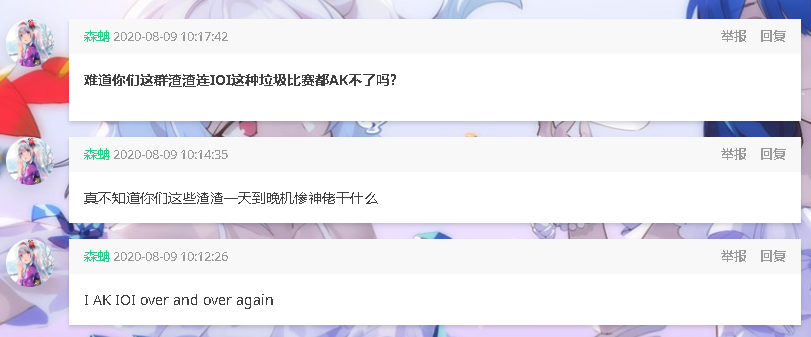 森蚺 2020-08-09 10:17:42 举报 回复
难道你们这群渣渣连IOI这种垃圾比赛都AK不了吗?
森蚺 2020-08-09 10:14:35 举报 回复
真不知道你们这些渣渣一天到晚机惨神佬干什么
森蚺 2020-08-09 10:12:26 举报 回复
I AK IOI over and over again